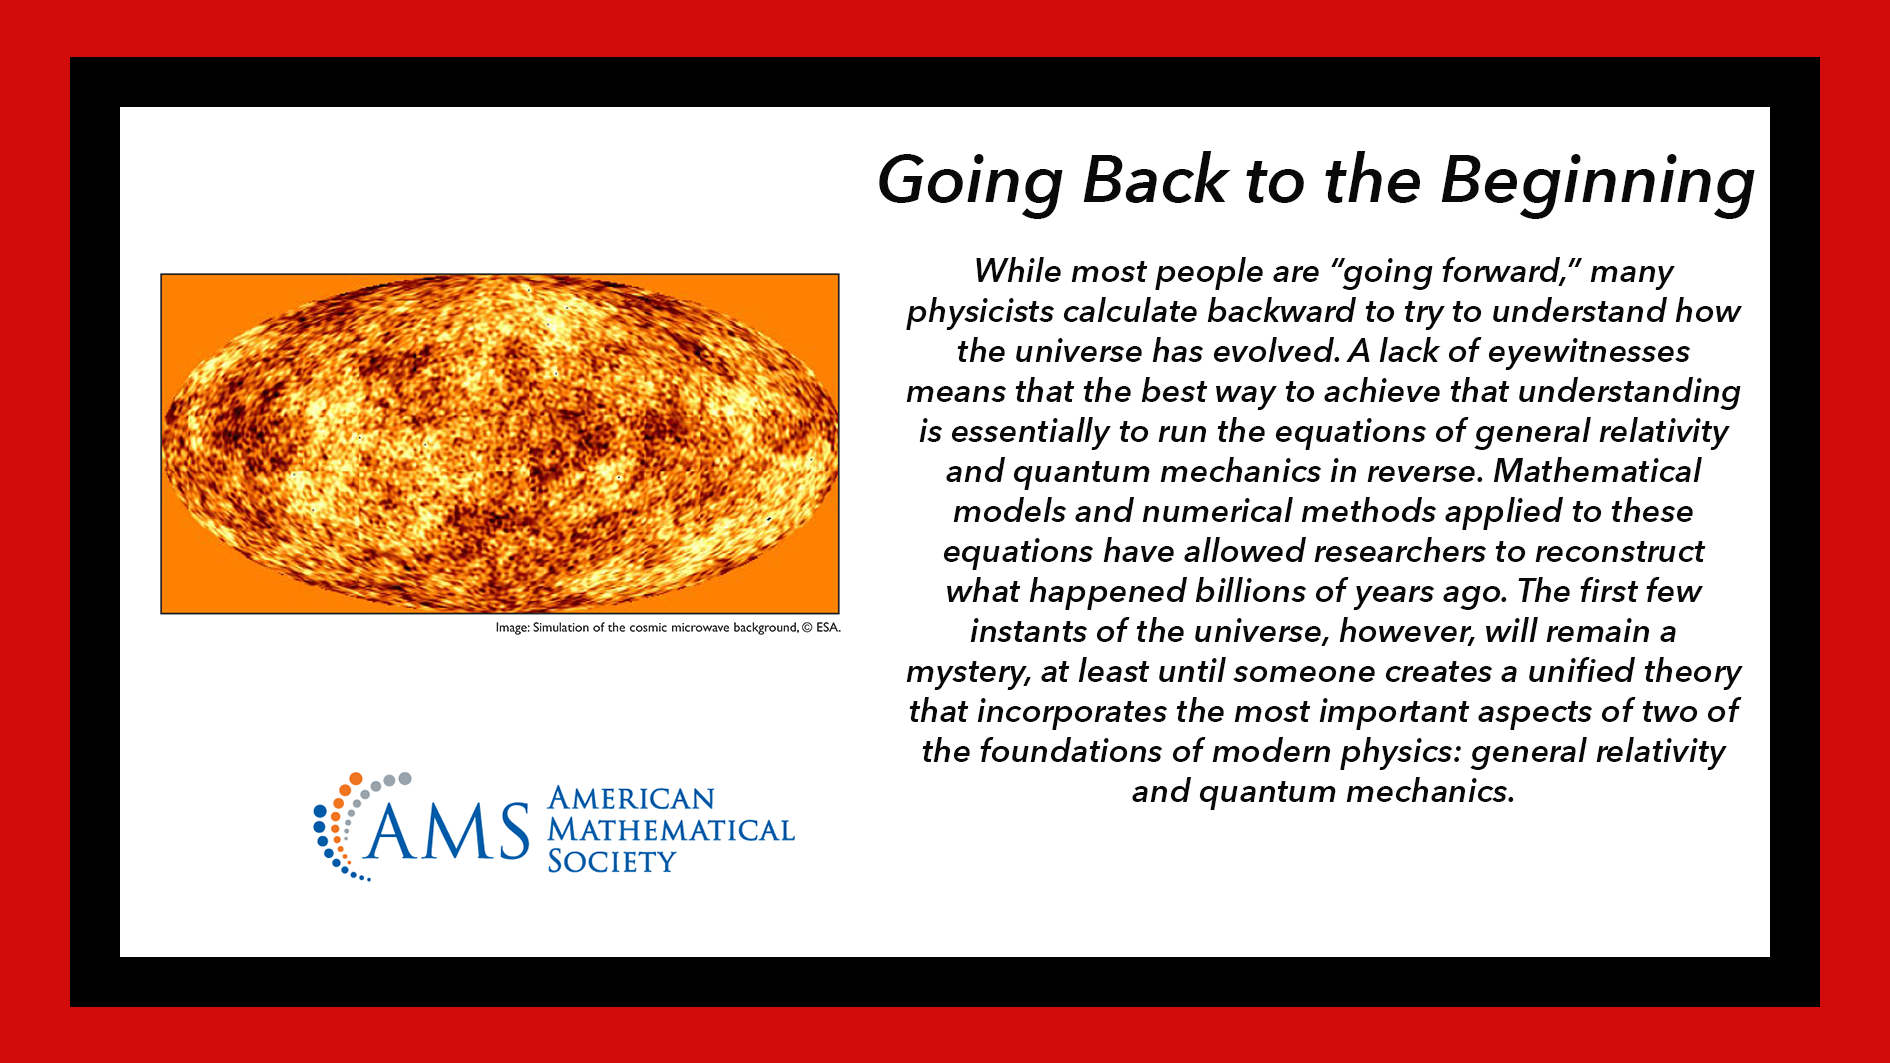 Going Back to the Beginning
While most people are “going forward,” many
physicists calculate backward to try to understand how
the universe has evolved. A lack of eyewitnesses
means that the best way to achieve that understanding
is essentially to run the equations of general relativity
and quantum mechanics in reverse. Mathematical
models and numerical methods applied to these
equations have allowed researchers to reconstruct
what happened billions of years ago. The first few
instants of the universe, however, will remain a
mystery, at least until someone creates a unified theory
that incorporates the most important aspects of two of
the foundations of modern physics: general relativity
and quantum mechanics.
Image: Simulation of the cosmic microwave background, © ESA.
AMS
AMERICAN
MATHEMATICAL
SOCIETY